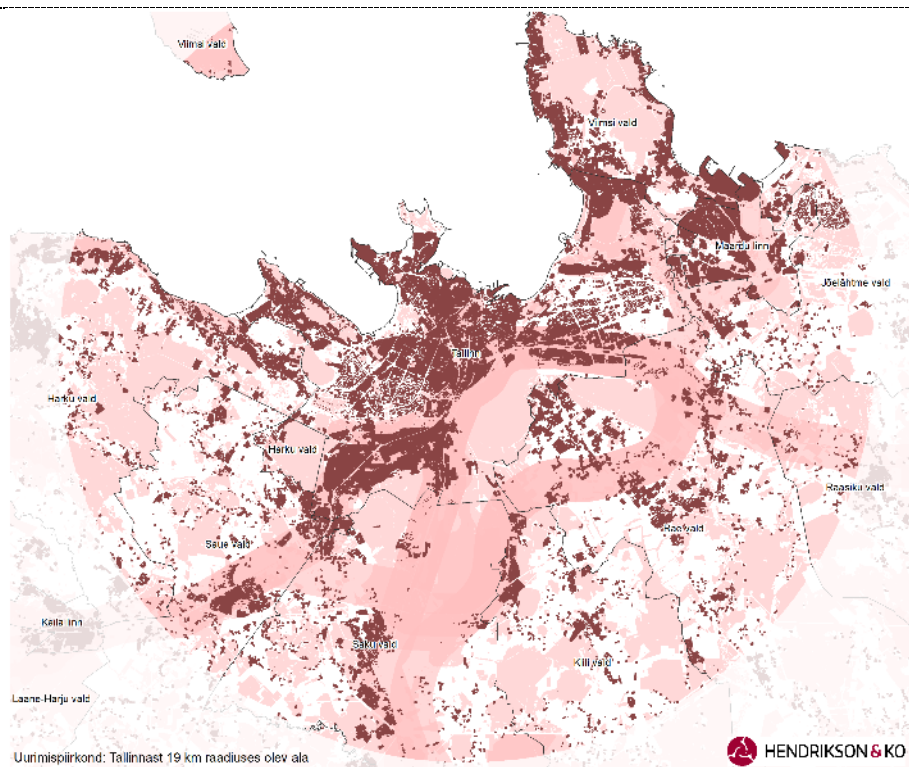 Viimsi vald
Viimsi vald
Maardu linn
Jõelähtme vald
Tallinn
Harku vald
Harku vald
Raasiku vald
Rae vald
Saue vald
Keila linn
Saku vald
Kiili vald
Lääne-Harju vald
Uurimispiirkond: Tallinnast 19 km raadiuses olev ala
HENDRIKSON & KO